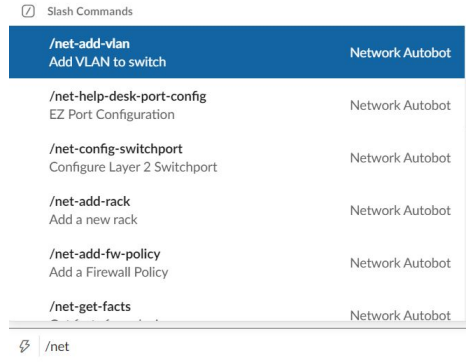 Slash Commands
/net-add-vlan
Add VLAN to switch
Network Autobot
/net-help-desk-port-config
EZ Port Configuration
Network Autobot
/net-config-switchport
Configure Layer 2 Switchport
Network Autobot
/net-add-rack
Add a new rack
Network Autobot
/net-add-fw-policy
Add a Firewall Policy
Network Autobot
/net-get-facts
Network Autobot
/net